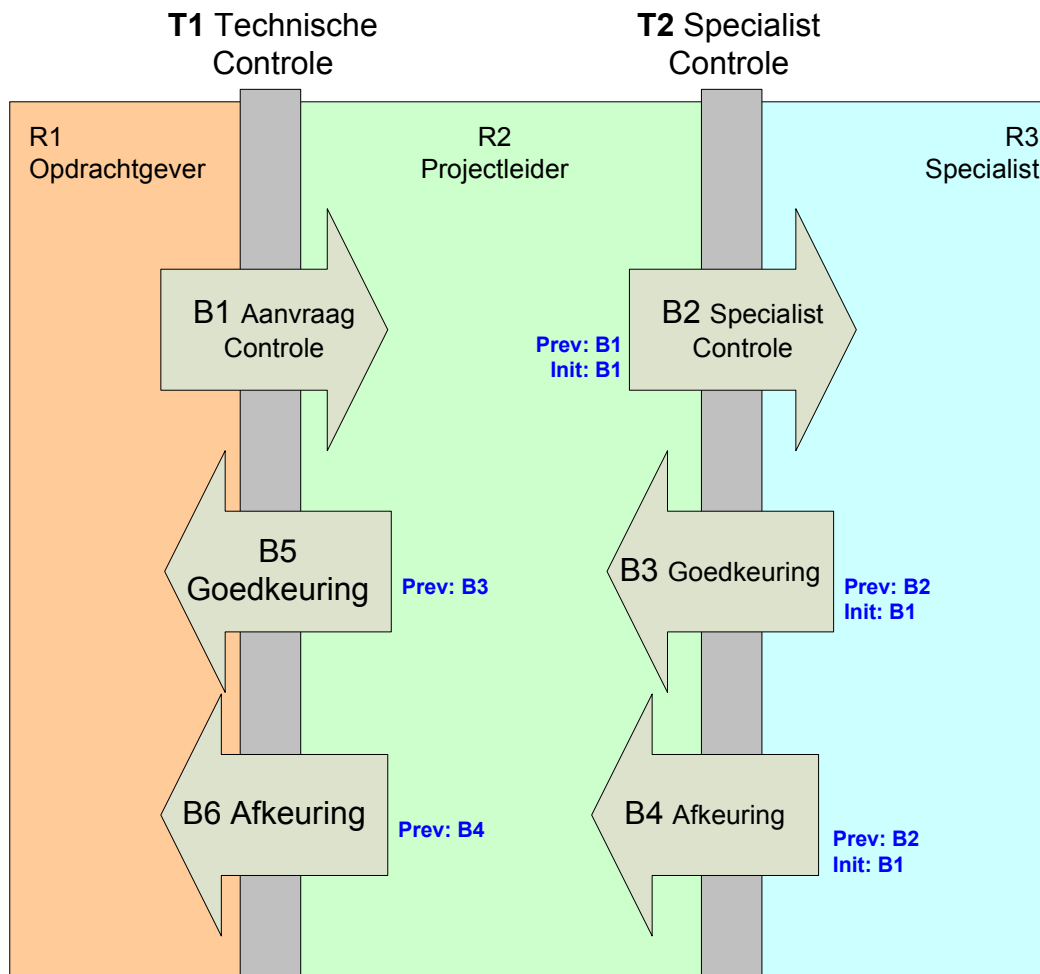 T1 Technische
Controle
T2 Specialist
Controle
R1
Opdrachtgever
R2
Projectleider
R3
Specialist
B1 Aanvraag
Controle
B2 Specialist
Controle
Prev: B1
Init: B1
B5
Goedkeuring
Prev: B3
B3 Goedkeuring
Prev: B2
Init: B1
B6 Afkeuring
Prev: B4
B4 Afkeuring
Prev: B2
Init: B1